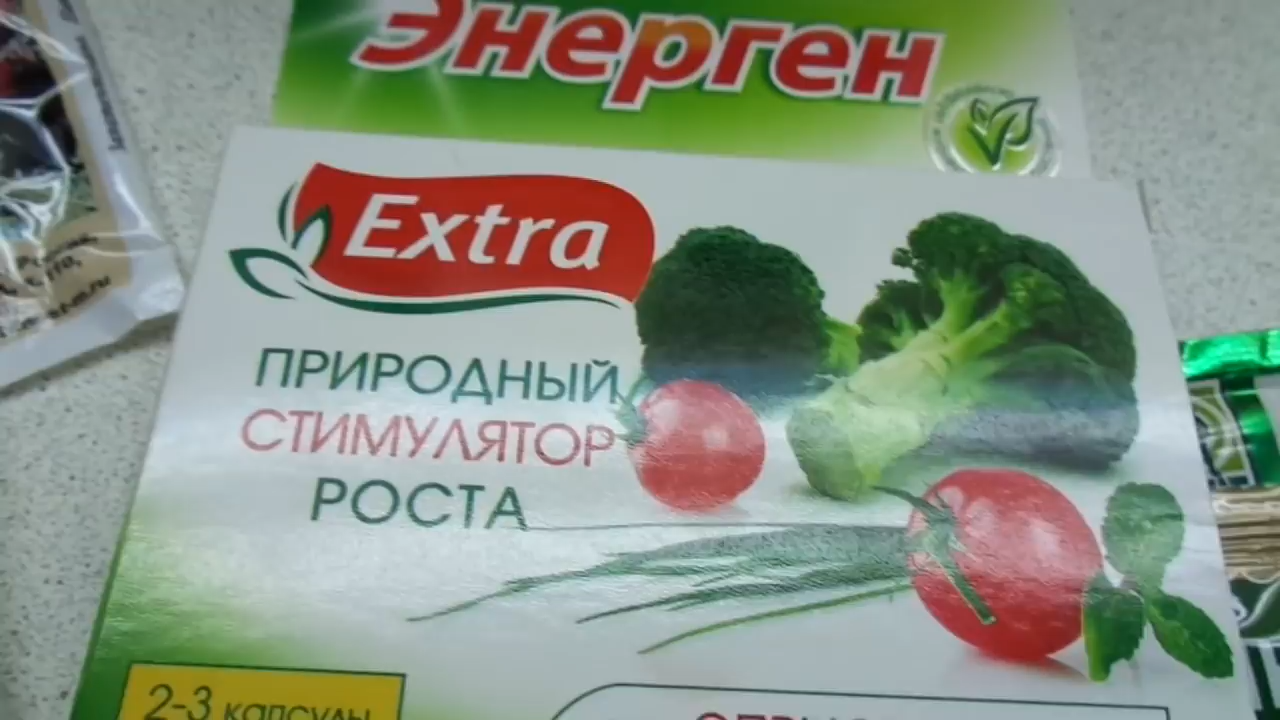 Энерген
Extra
ПРИРОДНЫЙ
СТИМУЛЯТОР
РОСТА
2-3 капсулы